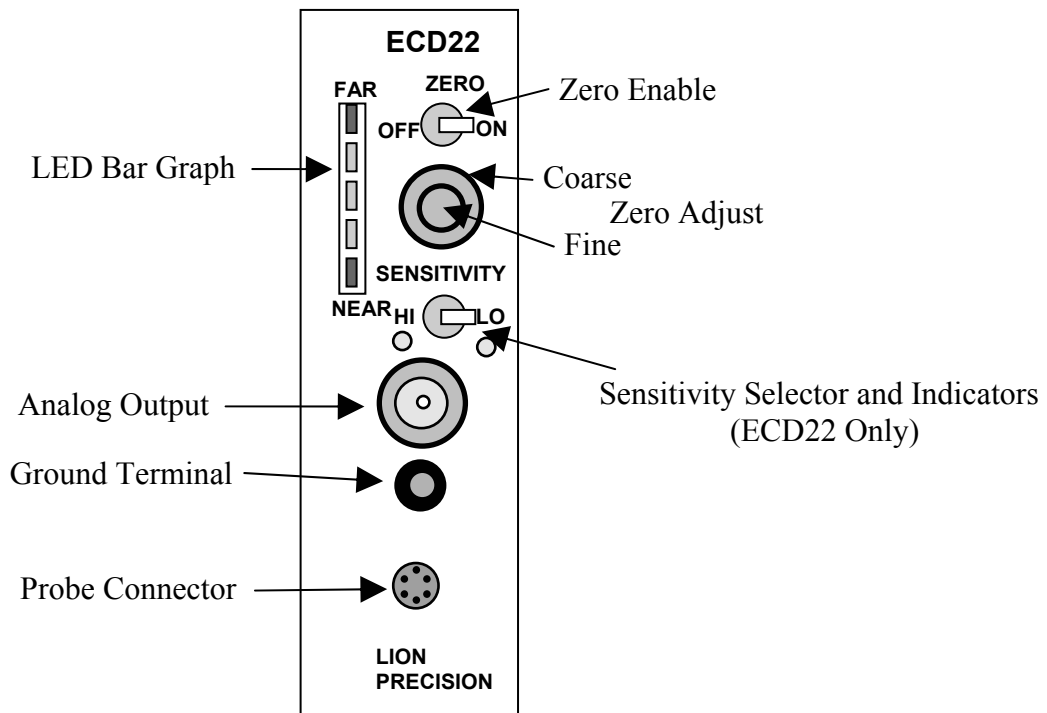 ECD22
ZERO
FAR
OFF
ON
Zero Enable
LED Bar Graph
Coarse
Zero Adjust
Fine
SENSITIVITY
NEAR
HI
LO
Sensitivity Selector and Indicators
(ECD22 Only)
Analog Output
Ground Terminal
Probe Connector
LION
PRECISION